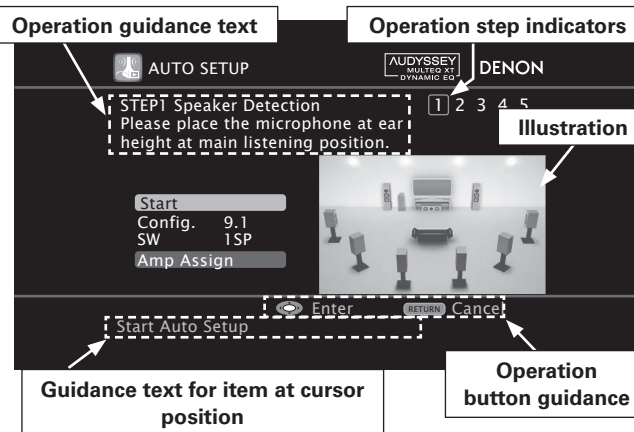 Operation guidance text
Operation step indicators
AUTO SETUP
AUDYSSEY
MULTEQ XT
DYNAMIC EQ
DENON
STEP1 Speaker Detection
Please place the microphone at ear
height at main listening position.
1 2 3 4 5
Illustration
Start
Config. 9.1
SW 1SP
Amp Assign
Enter
RETURN Cancel
Start Auto Setup
Guidance text for item at cursor
position
Operation
button guidance